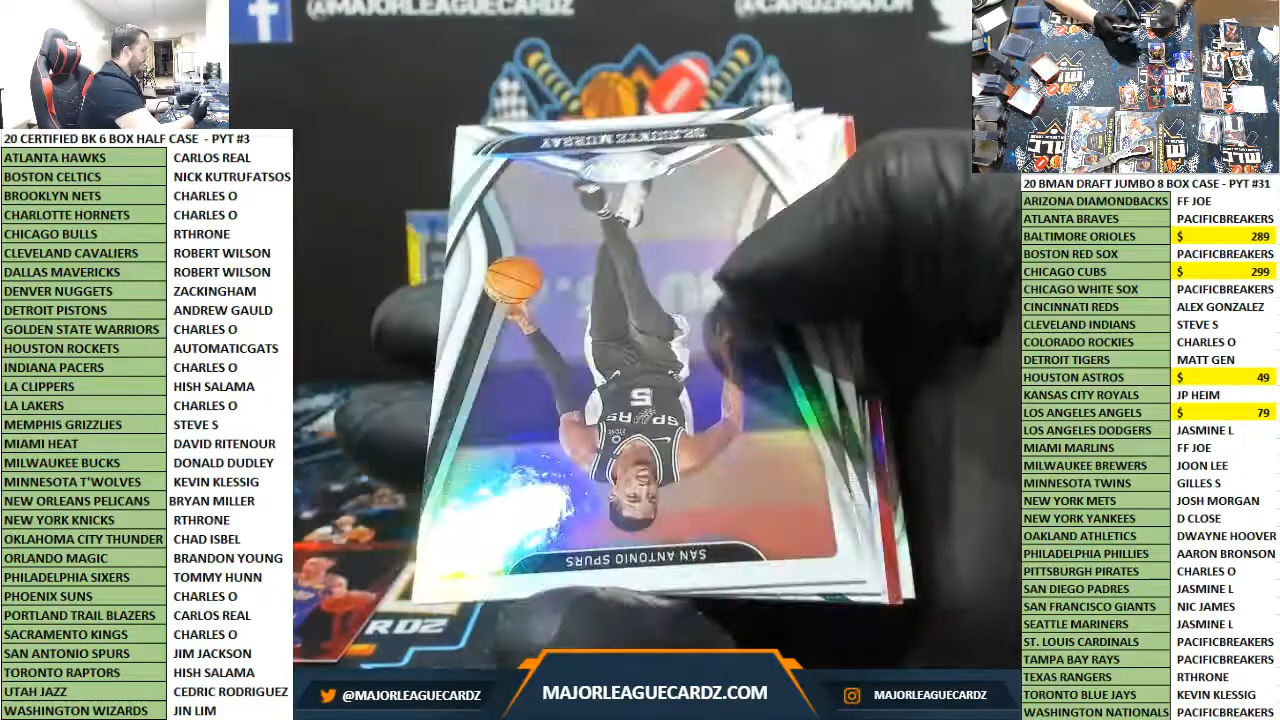 @MAJORLEAGUECARDZ
@CARDZMAJOR
20 CERTIFIED BK 6 BOX HALF CASE - PYT #3
ATLANTA HAWKS CARLOS REAL
BOSTON CELTICS NICK KUTRUFATSOS
BROOKLYN NETS CHARLES O
CHARLOTTE HORNETS CHARLES O
CHICAGO BULLS RTHRONE
CLEVELAND CAVALIERS ROBERT WILSON
DALLAS MAVERICKS ROBERT WILSON
DENVER NUGGETS ZACKINGHAM
DETROIT PISTONS ANDREW GAULD
GOLDEN STATE WARRIORS CHARLES O
HOUSTON ROCKETS AUTOMATICGATS
INDIANA PACERS CHARLES O
LA CLIPPERS HISH SALAMA
LA LAKERS CHARLES O
MEMPHIS GRIZZLIES STEVE S
MIAMI HEAT DAVID RITENOUR
MILWAUKEE BUCKS DONALD DUDLEY
MINNESOTA T'WOLVES KEVIN KLESSIG
NEW ORLEANS PELICANS BRYAN MILLER
NEW YORK KNICKS RTHRONE
OKLAHOMA CITY THUNDER CHAD ISBEL
ORLANDO MAGIC BRANDON YOUNG
PHILADELPHIA SIXERS TOMMY HUNN
PHOENIX SUNS CHARLES O
PORTLAND TRAIL BLAZERS CARLOS REAL
SACRAMENTO KINGS CHARLES O
SAN ANTONIO SPURS JIM JACKSON
TORONTO RAPTORS HISH SALAMA
UTAH JAZZ CEDRIC RODRIGUEZ
WASHINGTON WIZARDS JIN LIM
DEJOUNTE MURRAY
5
SPURS
SAN ANTONIO SPURS
RDZ
@MAJORLEAGUECARDZ
MAJORLEAGUECARDZ.COM
MAJORLEAGUECARDZ
20 BMAN DRAFT JUMBO 8 BOX CASE - PYT #31
ARIZONA DIAMONDBACKS FF JOE
ATLANTA BRAVES PACIFICBREAKERS
BALTIMORE ORIOLES $ 289
BOSTON RED SOX PACIFICBREAKERS
CHICAGO CUBS $ 299
CHICAGO WHITE SOX PACIFICBREAKERS
CINCINNATI REDS ALEX GONZALEZ
CLEVELAND INDIANS STEVE S
COLORADO ROCKIES CHARLES O
DETROIT TIGERS MATT GEN
HOUSTON ASTROS $ 49
KANSAS CITY ROYALS JP HEIM
LOS ANGELES ANGELS $ 79
LOS ANGELES DODGERS JASMINE L
MIAMI MARLINS FF JOE
MILWAUKEE BREWERS JOON LEE
MINNESOTA TWINS GILLES S
NEW YORK METS JOSH MORGAN
NEW YORK YANKEES D CLOSE
OAKLAND ATHLETICS DWAYNE HOOVER
PHILADELPHIA PHILLIES AARON BRONSON
PITTSBURGH PIRATES CHARLES O
SAN DIEGO PADRES JASMINE L
SAN FRANCISCO GIANTS NIC JAMES
SEATTLE MARINERS JASMINE L
ST. LOUIS CARDINALS PACIFICBREAKERS
TAMPA BAY RAYS PACIFICBREAKERS
TEXAS RANGERS RTHRONE
TORONTO BLUE JAYS KEVIN KLESSIG
WASHINGTON NATIONALS PACIFICBREAKERS